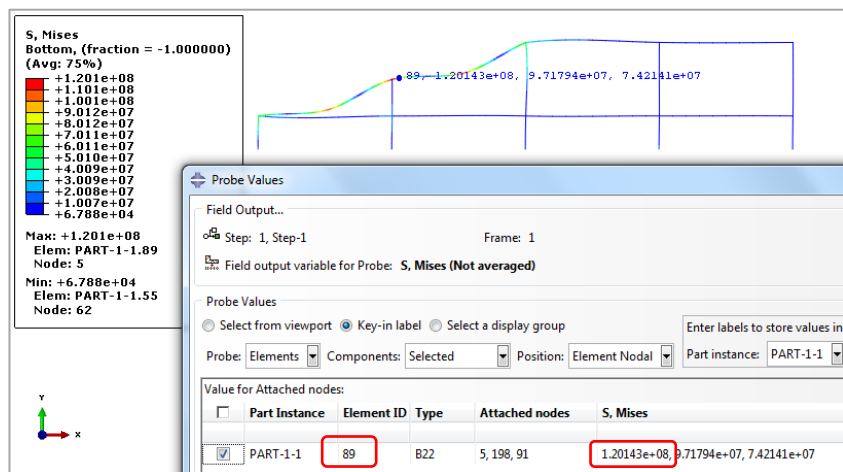 S, Mises
Bottom, (fraction = -1.000000)
(Avg: 75%)
+1.201e+08
+1.101e+08
+1.001e+08
+9.012e+07
+8.012e+07
+7.011e+07
+6.011e+07
+5.010e+07
+4.009e+07
+3.009e+07
+2.008e+07
+1.007e+07
+6.788e+04
Max: +1.201e+08
Elem: PART-1-1.89
Node: 5
Min: +6.788e+04
Elem: PART-1-1.55
Node: 62
89, 1.20143e+08, 9.71794e+07, 7.42141e+07
Y
X
Probe Values
Field Output...
Step: 1, Step-1 Frame: 1
Field output variable for Probe: S, Mises (Not averaged)
Probe Values
Select from viewport Key-in label Select a display group
Enter labels to store values in
Probe: Elements Components: Selected Position: Element Nodal Part instance: PART-1-1
Value for Attached nodes:
Part Instance Element ID Type Attached nodes S, Mises
PART-1-1 89 B22 5, 198, 91 1.20143e+08, 9.71794e+07, 7.42141e+07